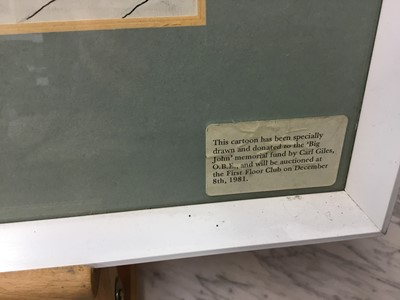 This cartoon has been specially
drawn and donated to the 'Big
John' memorial fund by Carl Giles,
O.B.E., and will be auctioned at
the First Floor Club on December
8th, 1981.